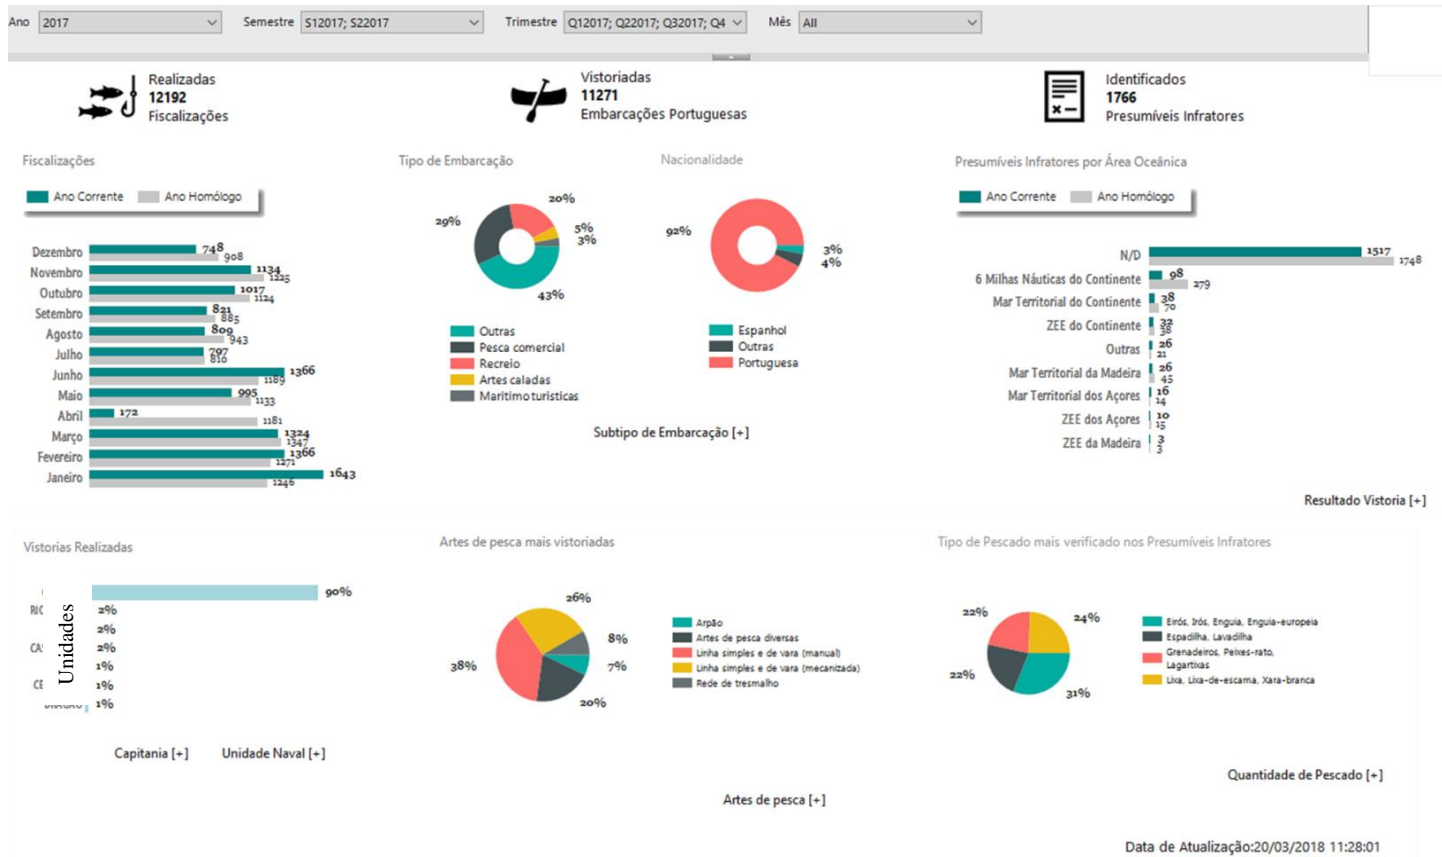 Ano 2017 Semestre S12017; S22017 Trimestre Q12017; Q22017; Q32017; Q4 Mês All
Realizadas
12192
Fiscalizações
Vistoriadas
11271
Embarcações Portuguesas
Identificados
1766
Presumíveis Infratores
Fiscalizações
Ano Corrente Ano Homólogo
Dezembro 748 908
Novembro 1134 1225
Outubro 1017 1124
Setembro 821 885
Agosto 809 943
Julho 797 810
Junho 1366 1189
Maio 995 1133
Abril 172 1181
Março 1324 1347
Fevereiro 1366 1271
Janeiro 1643 1246
Tipo de Embarcação
20%
29%
5%
3%
43%
Outras
Pesca comercial
Recreio
Artes caladas
Marítimo turísticas
Nacionalidade
92%
3%
4%
Espanhol
Outras
Portuguesa
Subtipo de Embarcação [+]
Presumíveis Infratores por Área Oceânica
Ano Corrente Ano Homólogo
N/D 1517 1748
6 Milhas Náuticas do Continente 98 279
Mar Territorial do Continente 38 70
ZEE do Continente 32 38
Outras 26 21
Mar Territorial da Madeira 26 45
Mar Territorial dos Açores 16 14
ZEE dos Açores 10 15
ZEE da Madeira 3 3
Resultado Vistoria [+]
Vistorias Realizadas
Unidades
90%
2%
2%
2%
1%
1%
1%
Capitania [+] Unidade Naval [+]
Artes de pesca mais vistoriadas
26%
8%
38%
7%
20%
Arpão
Artes de pesca diversas
Linha simples e de vara (manual)
Linha simples e de vara (mecanizada)
Rede de tresmalho
Artes de pesca [+]
Tipo de Pescado mais verificado nos Presumíveis Infratores
22%
24%
22%
31%
Eirós, Irós, Enguia, Enguia-europeia
Espadilha, Lavadilha
Grenadeiros, Peixes-rato,
Lagartixas
Lixa, Lixa-de-escama, Xara-branca
Quantidade de Pescado [+]
Data de Atualização:20/03/2018 11:28:01